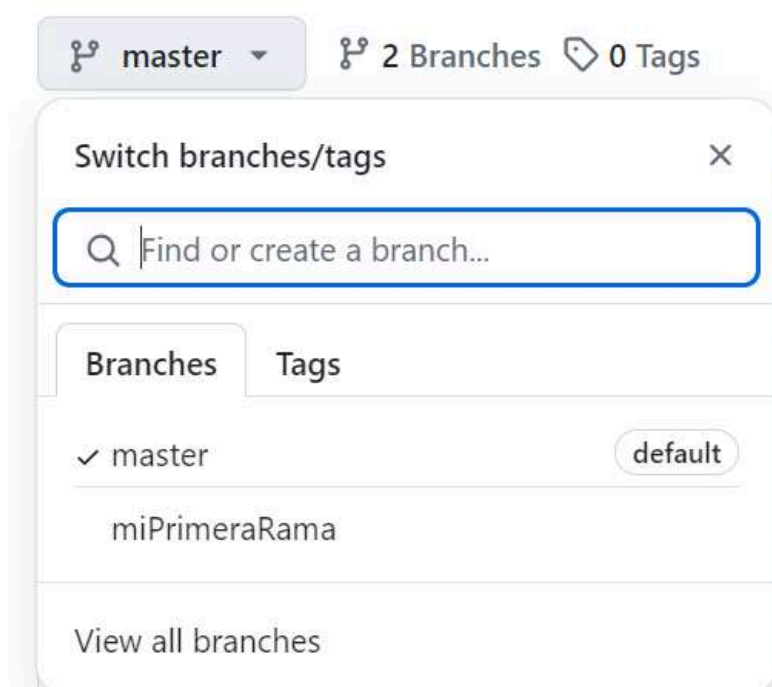 master 2 Branches 0 Tags
Switch branches/tags
Find or create a branch...
Branches Tags
master default
miPrimeraRama
View all branches